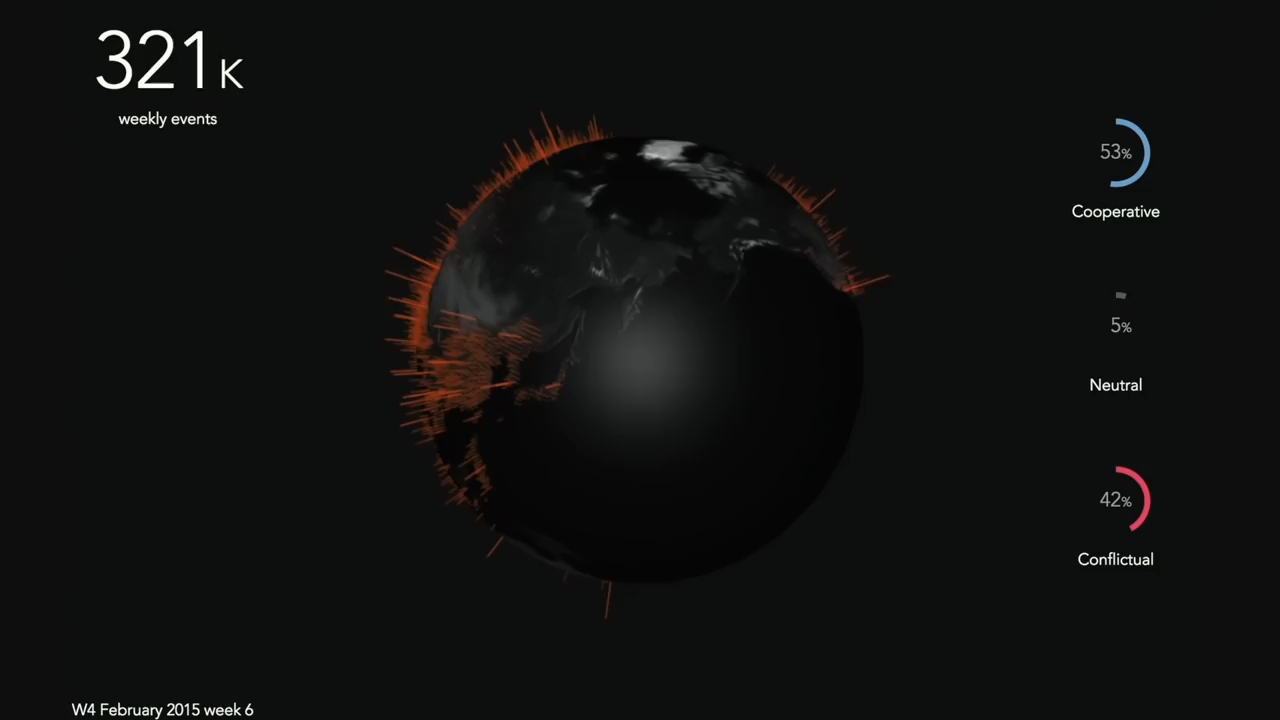 321K
weekly events
53%
Cooperative
5%
Neutral
42%
Conflictual
W4 February 2015 week 6